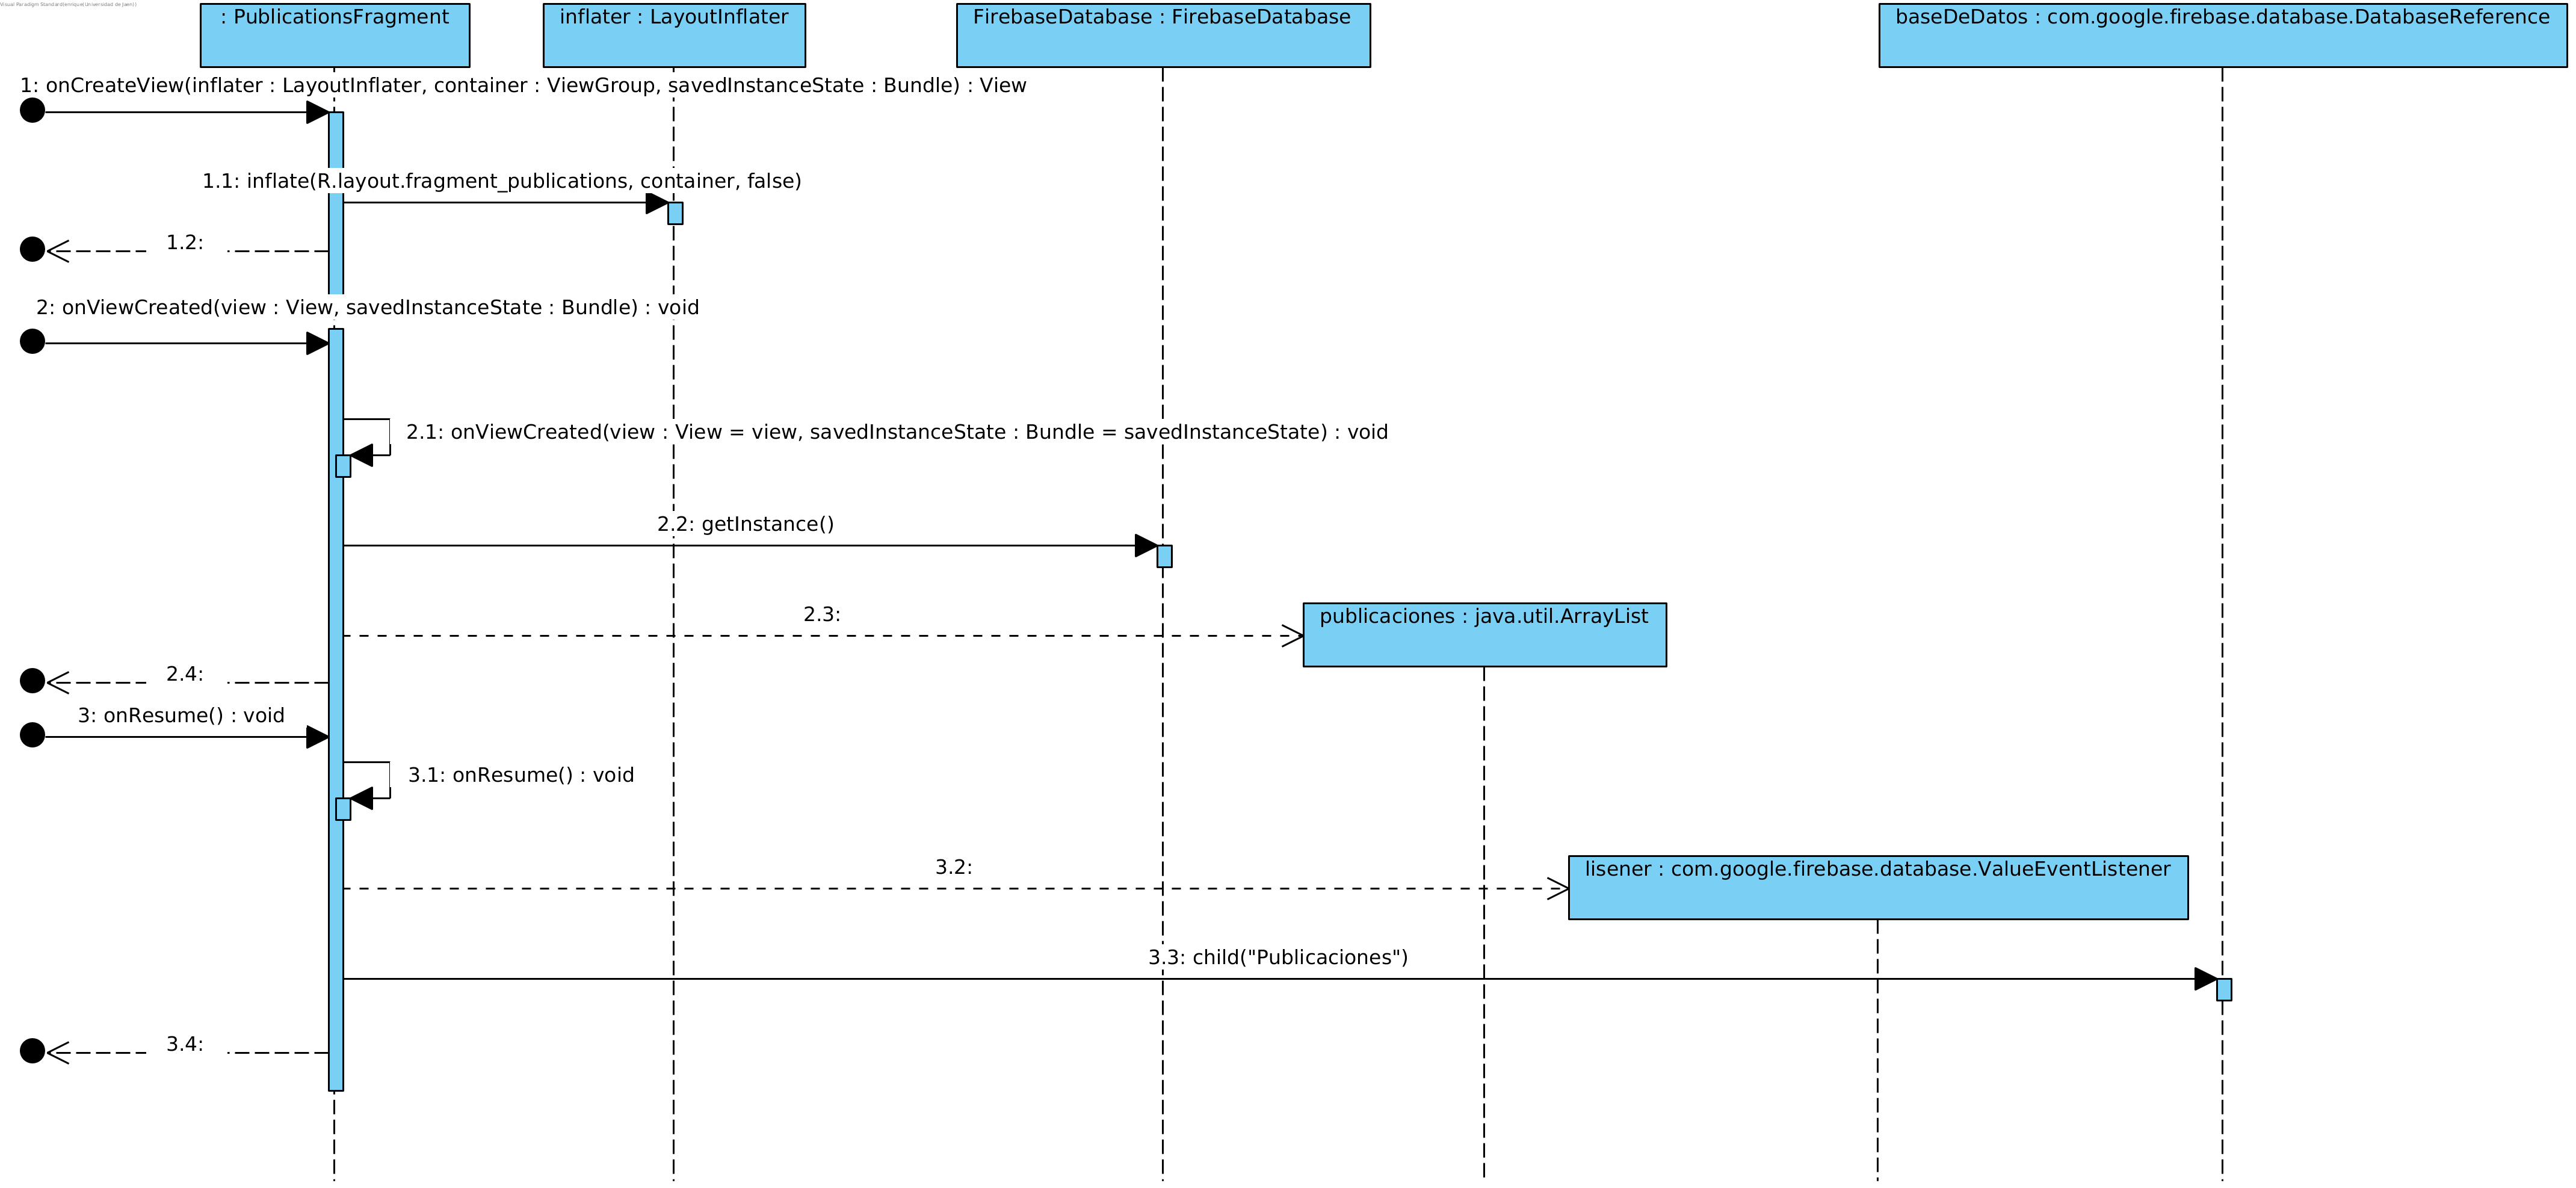 Visual Paradigm Standard(enrique(Universidad de Jaen))
: PublicationsFragment
inflater : LayoutInflater
FirebaseDatabase : FirebaseDatabase
baseDeDatos : com.google.firebase.database.DatabaseReference
1: onCreateView(inflater : LayoutInflater, container : ViewGroup, savedInstanceState : Bundle) : View
1.1: inflate(R.layout.fragment_publications, container, false)
1.2:
2: onViewCreated(view : View, savedInstanceState : Bundle) : void
2.1: onViewCreated(view : View = view, savedInstanceState : Bundle = savedInstanceState) : void
2.2: getInstance()
2.3:
publicaciones : java.util.ArrayList
2.4:
3: onResume() : void
3.1: onResume() : void
3.2:
lisener : com.google.firebase.database.ValueEventListener
3.3: child("Publicaciones")
3.4: